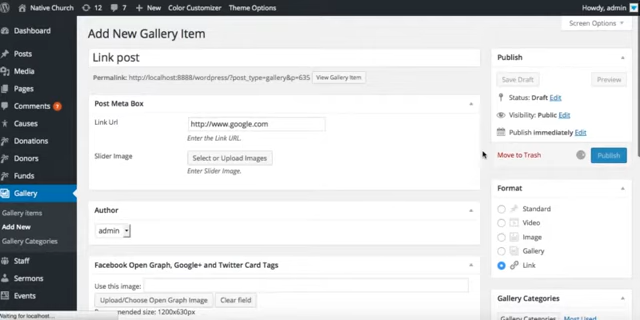 Native Church 12 New Color Customizer Theme Options Howdy, admin
Screen Options
Dashboard
Posts
Media
Pages
Comments
Causes
Donations
Donors
Funds
Gallery
Gallery Items
Add New
Gallery Categories
Staff
Sermons
Events
Waiting for localhost...
Add New Gallery Item
Link post
Permalink: http://localhost:8888/wordpress/?post_type=gallery&p=635 View Gallery Item
Post Meta Box
Link Url http://www.google.com
Enter the Link URL.
Slider Image Select or Upload Images
Enter Slider Image.
Author
admin
Facebook Open Graph, Google+ and Twitter Card Tags
Use this image:
Upload/Choose Open Graph Image Clear field
Recommended size: 1200x630px
Publish
Save Draft Preview
Status: Draft Edit
Visibility: Public Edit
Publish immediately Edit
Move to Trash Publish
Format
Standard
Video
Image
Gallery
Link
Gallery Categories
All Gallery Categories Most Used